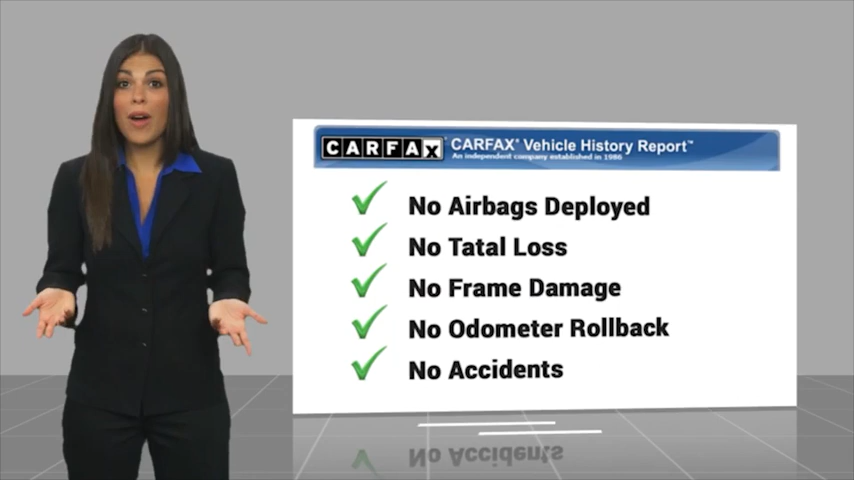 CARFAX CARFAX® Vehicle History Report™
An independent company established in 1986
No Airbags Deployed
No Tatal Loss
No Frame Damage
No Odometer Rollback
No Accidents
No Accidents